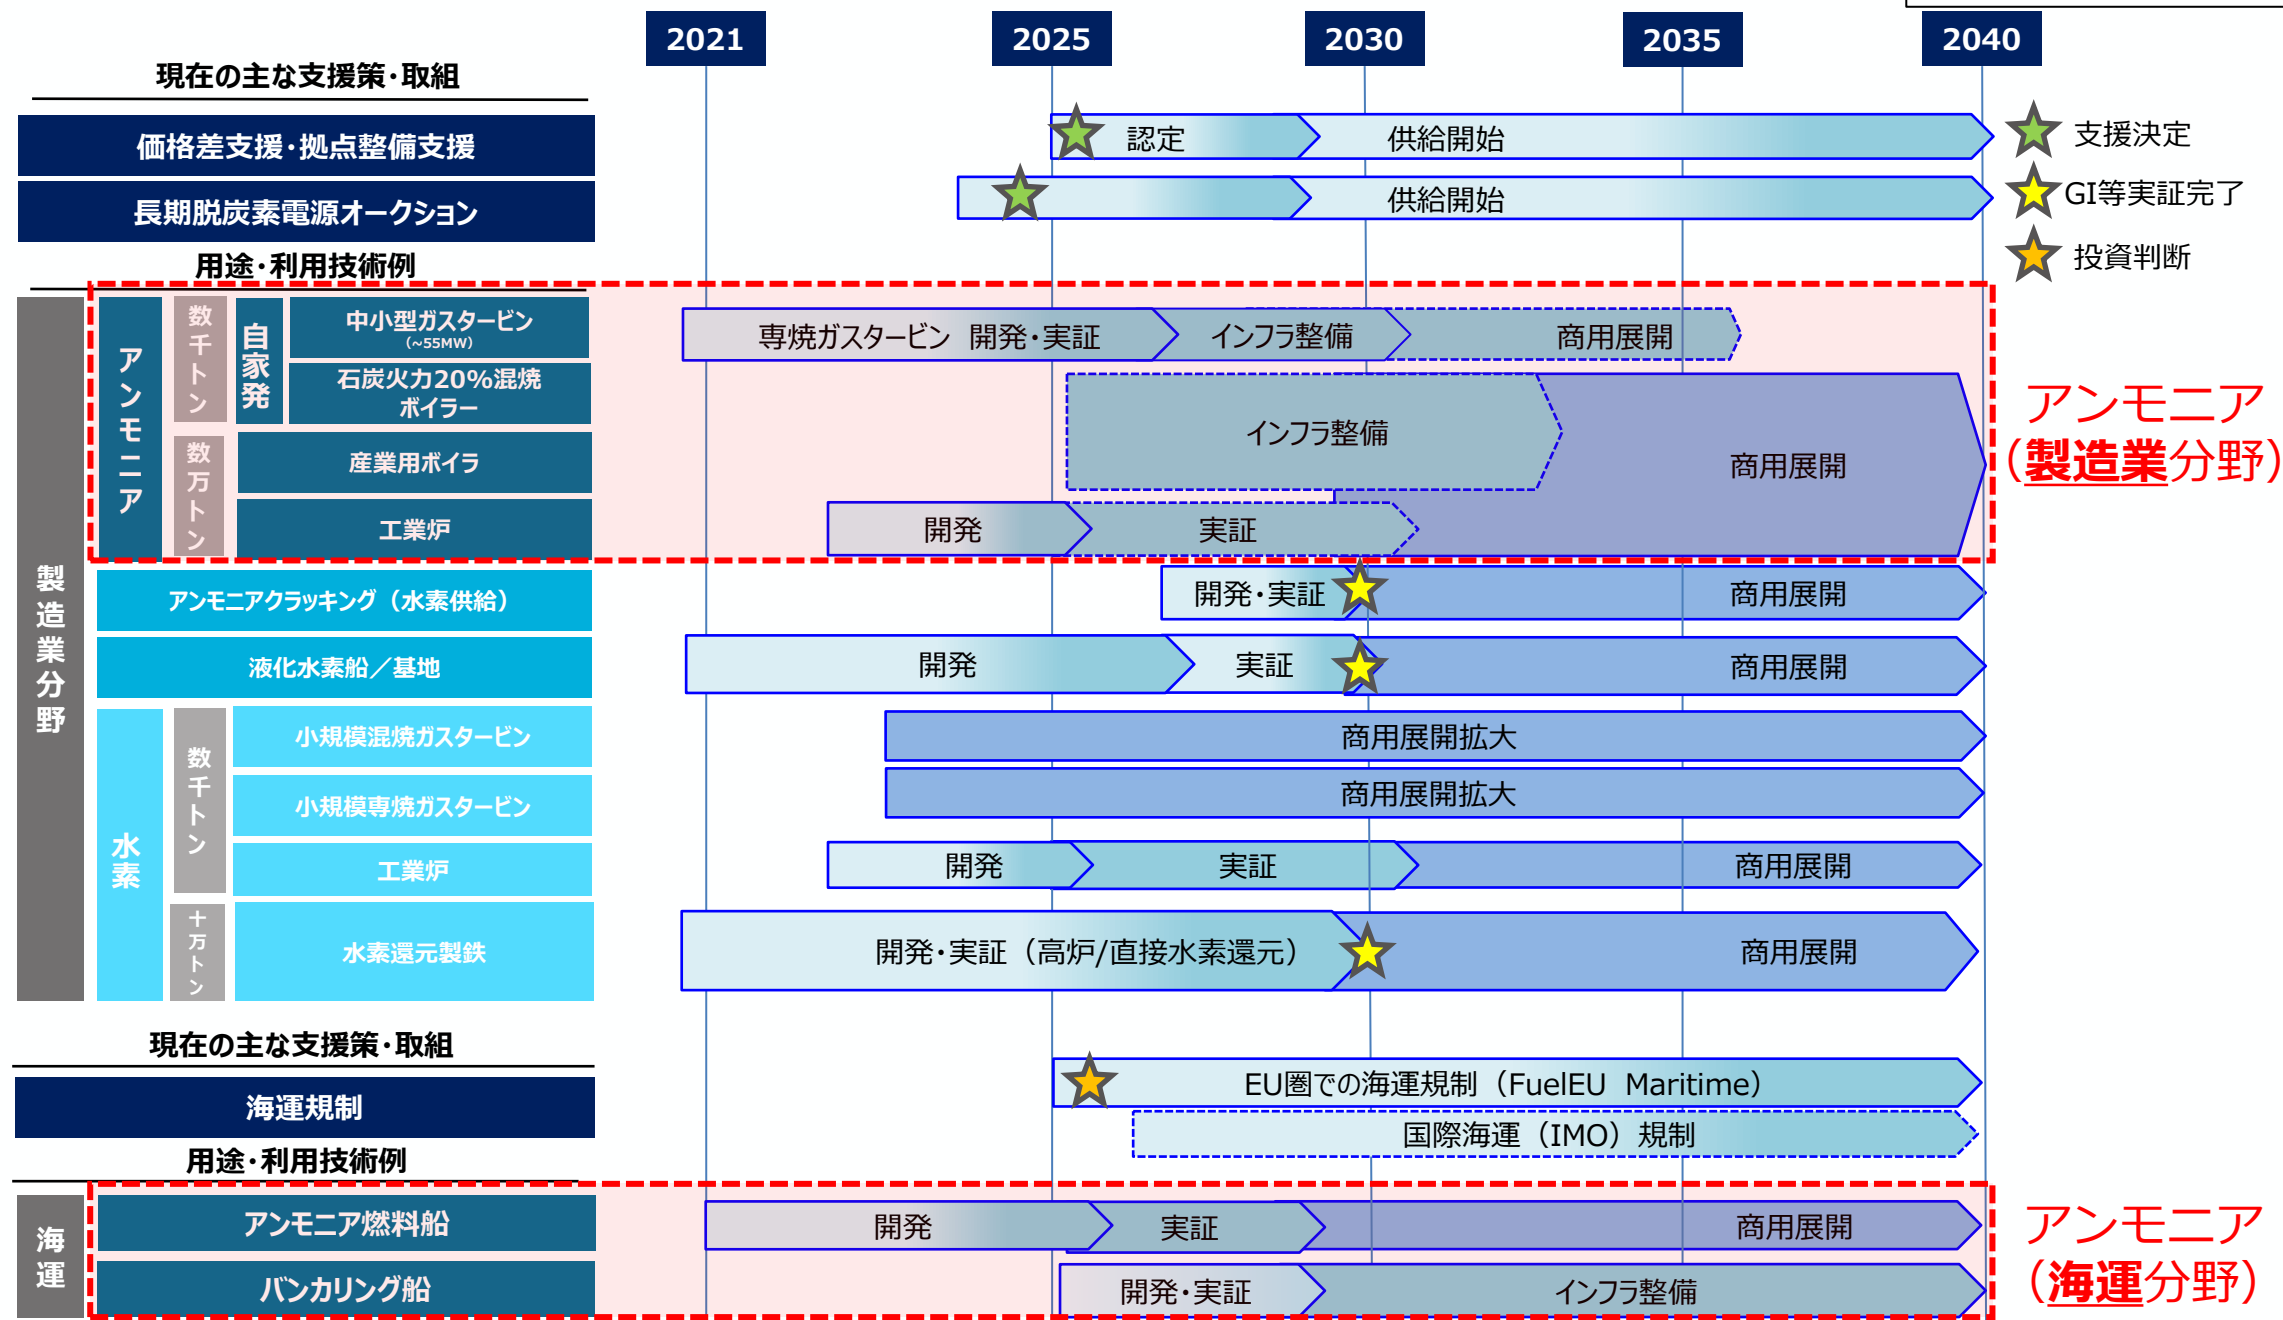 2021
2025
2030
2035
2040
現在の主な支援策・取組
価格差支援・拠点整備支援
認定
供給開始
支援決定
長期脱炭素電源オークション
供給開始
GI等実証完了
投資判断
用途・利用技術例
製造業分野
アンモニア
数千トン
自家発
中小型ガスタービン
(~55MW)
専焼ガスタービン 開発・実証
インフラ整備
商用展開
石炭火力20%混焼
ボイラー
インフラ整備
商用展開
アンモニア
（製造業分野）
数万トン
産業用ボイラ
工業炉
開発
実証
アンモニアクラッキング（水素供給）
開発・実証
商用展開
液化水素船／基地
開発
実証
商用展開
水素
数千トン
小規模混焼ガスタービン
商用展開拡大
小規模専焼ガスタービン
商用展開拡大
工業炉
開発
実証
商用展開
十万トン
水素還元製鉄
開発・実証（高炉/直接水素還元）
商用展開
現在の主な支援策・取組
海運規制
EU圏での海運規制（FuelEU Maritime）
国際海運（IMO）規制
用途・利用技術例
海運
アンモニア燃料船
開発
実証
商用展開
アンモニア
（海運分野）
バンカリング船
開発・実証
インフラ整備